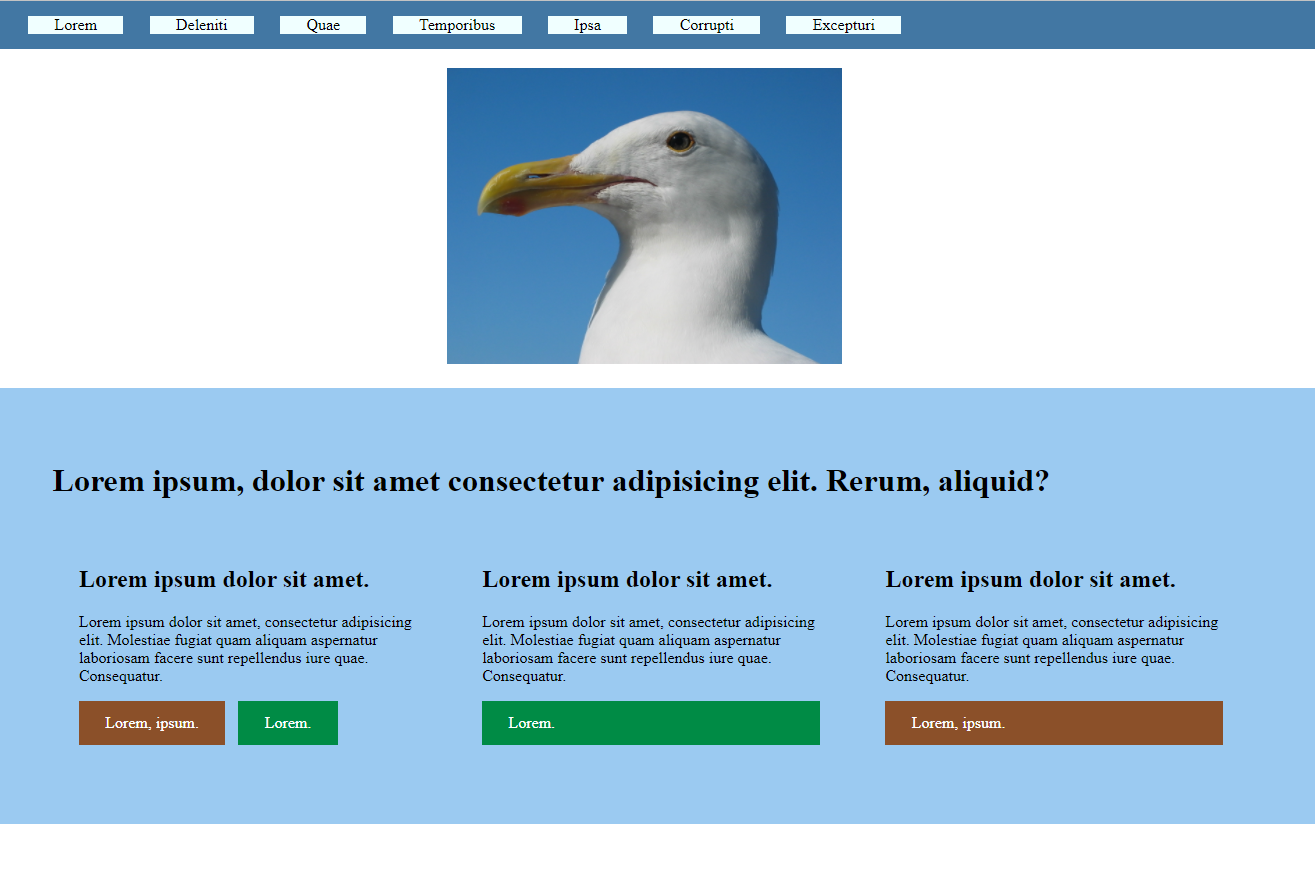 Lorem Deleniti Quae Temporibus Ipsa Corrupti Excepturi
Lorem ipsum, dolor sit amet consectetur adipisicing elit. Rerum, aliquid?
Lorem ipsum dolor sit amet.
Lorem ipsum dolor sit amet, consectetur adipisicing
elit. Molestiae fugiat quam aliquam aspernatur
laboriosam facere sunt repellendus iure quae.
Consequatur.
Lorem, ipsum. Lorem.
Lorem ipsum dolor sit amet.
Lorem ipsum dolor sit amet, consectetur adipisicing
elit. Molestiae fugiat quam aliquam aspernatur
laboriosam facere sunt repellendus iure quae.
Consequatur.
Lorem.
Lorem ipsum dolor sit amet.
Lorem ipsum dolor sit amet, consectetur adipisicing
elit. Molestiae fugiat quam aliquam aspernatur
laboriosam facere sunt repellendus iure quae.
Consequatur.
Lorem, ipsum.